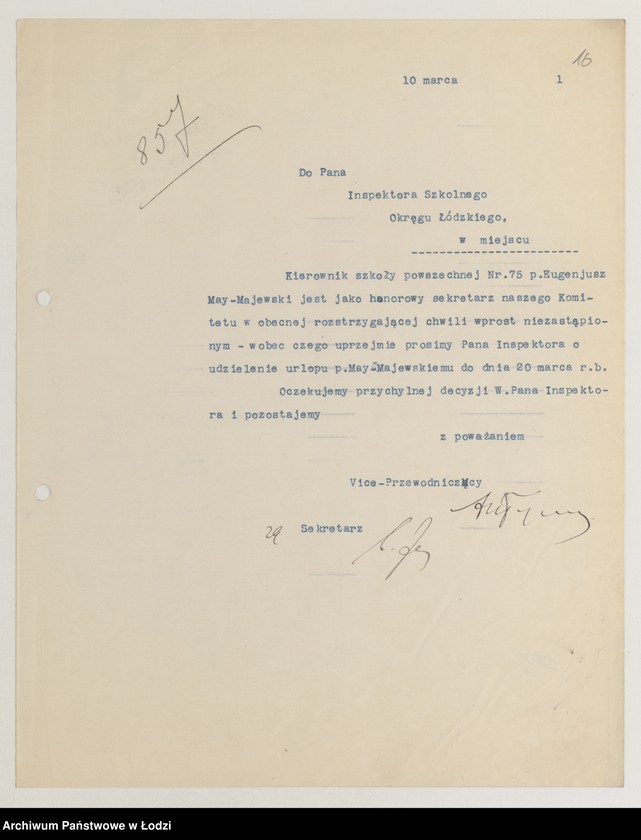 16
10 marca 1
857
Do Pana
Inspektora Szkolnego
Okręgu Łódzkiego,
w miejscu
Kierownik szkoły powszechnej Nr.75 p.Eugenjusz
May-Majewski jest jako honorowy sekretarz naszego Komi-
tetu w obecnej rozstrzygającej chwili wprost niezastąpio-
nym - wobec czego uprzejmie prosimy Pana Inspektora o
udzielenie urlopu p.May-Majewskiemu do dnia 20 marca r.b.
Oczekujemy przychylnej decyzji W.Pana Inspekto-
ra i pozostajemy
z poważaniem
Vice-Przewodniczący
Sekretarz
Archiwum Państwowe w Łodzi